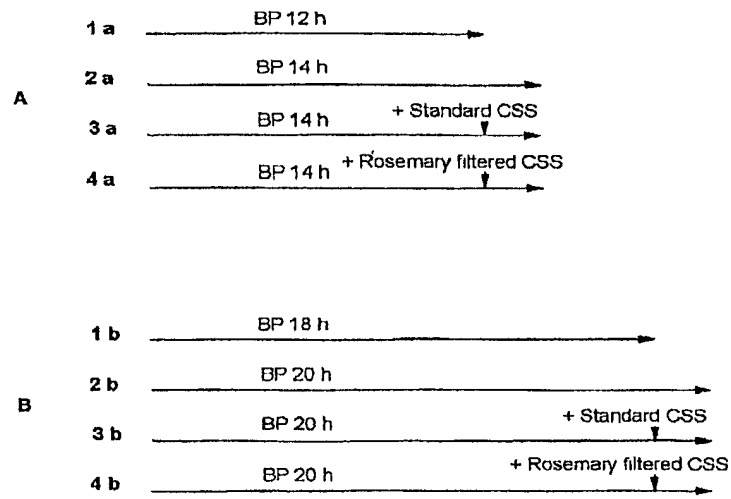 1 a BP 12 h
2 a BP 14 h
A
+ Standard CSS
3 a BP 14 h
+ Rosemary filtered CSS
4 a BP 14 h
1 b BP 18 h
2 b BP 20 h
B
+ Standard CSS
3 b BP 20 h
+ Rosemary filtered CSS
4 b BP 20 h